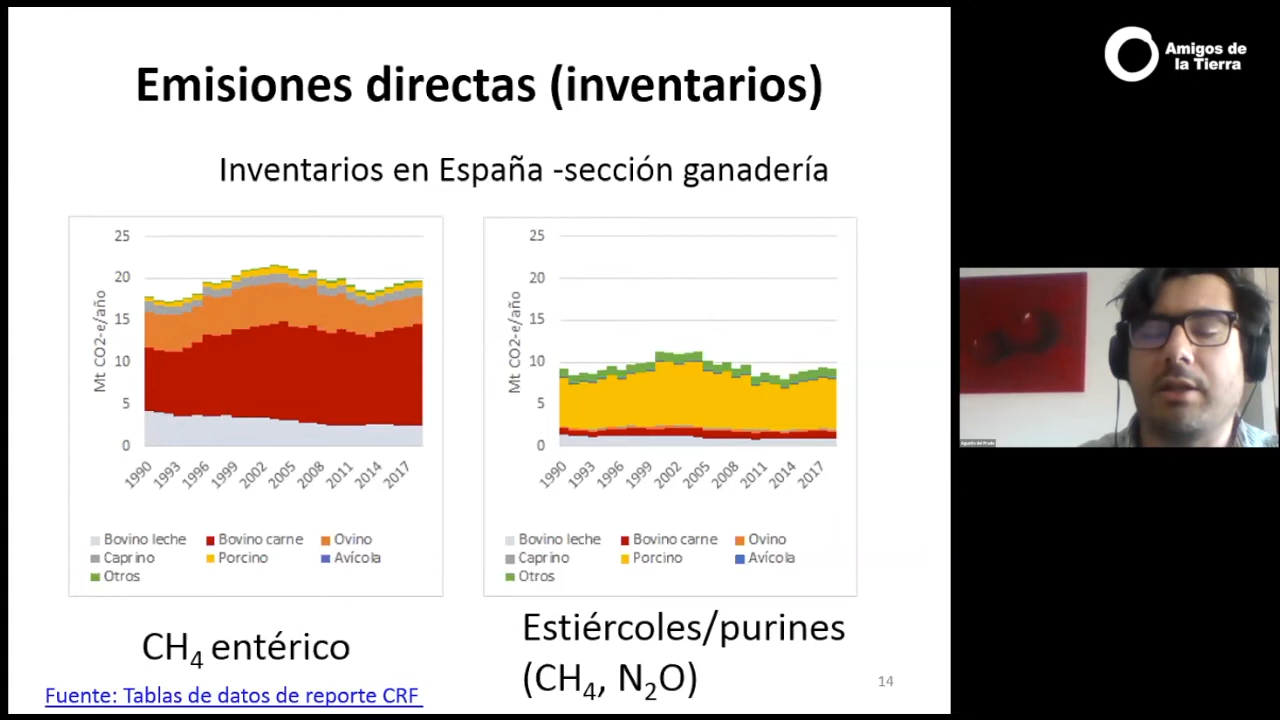 Emisiones directas (inventarios)
Amigos de
la Tierra
Inventarios en España -sección ganadería
25
20
15
10
5
0
Mt CO2-e/año
1990
1993
1996
1999
2002
2005
2008
2011
2014
2017
Bovino leche Bovino carne Ovino
Caprino Porcino Avícola
Otros
25
20
15
10
5
0
Mt CO2-e/año
1990
1993
1996
1999
2002
2005
2008
2011
2014
2017
Bovino leche Bovino carne Ovino
Caprino Porcino Avícola
Otros
CH4 entérico
Estiércoles/purines
(CH4, N2O)
Fuente: Tablas de datos de reporte CRF
14
Agustin del Prado